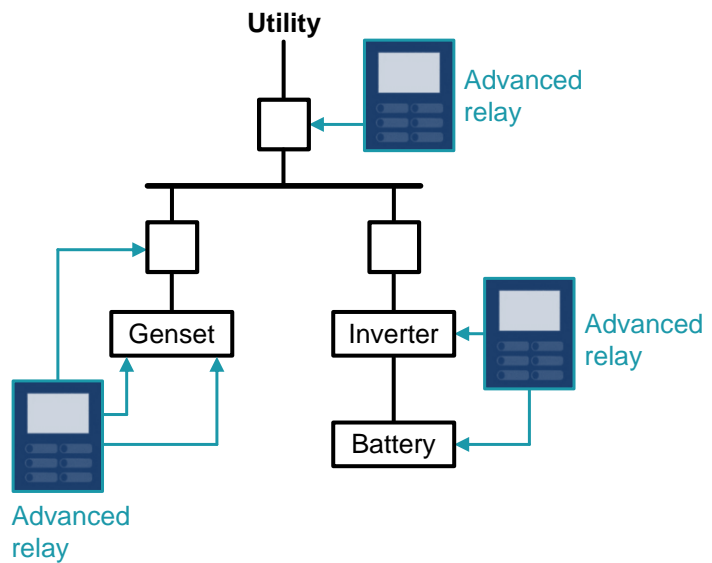 Utility
Advanced
relay
Genset
Inverter
Advanced
relay
Battery
Advanced
relay